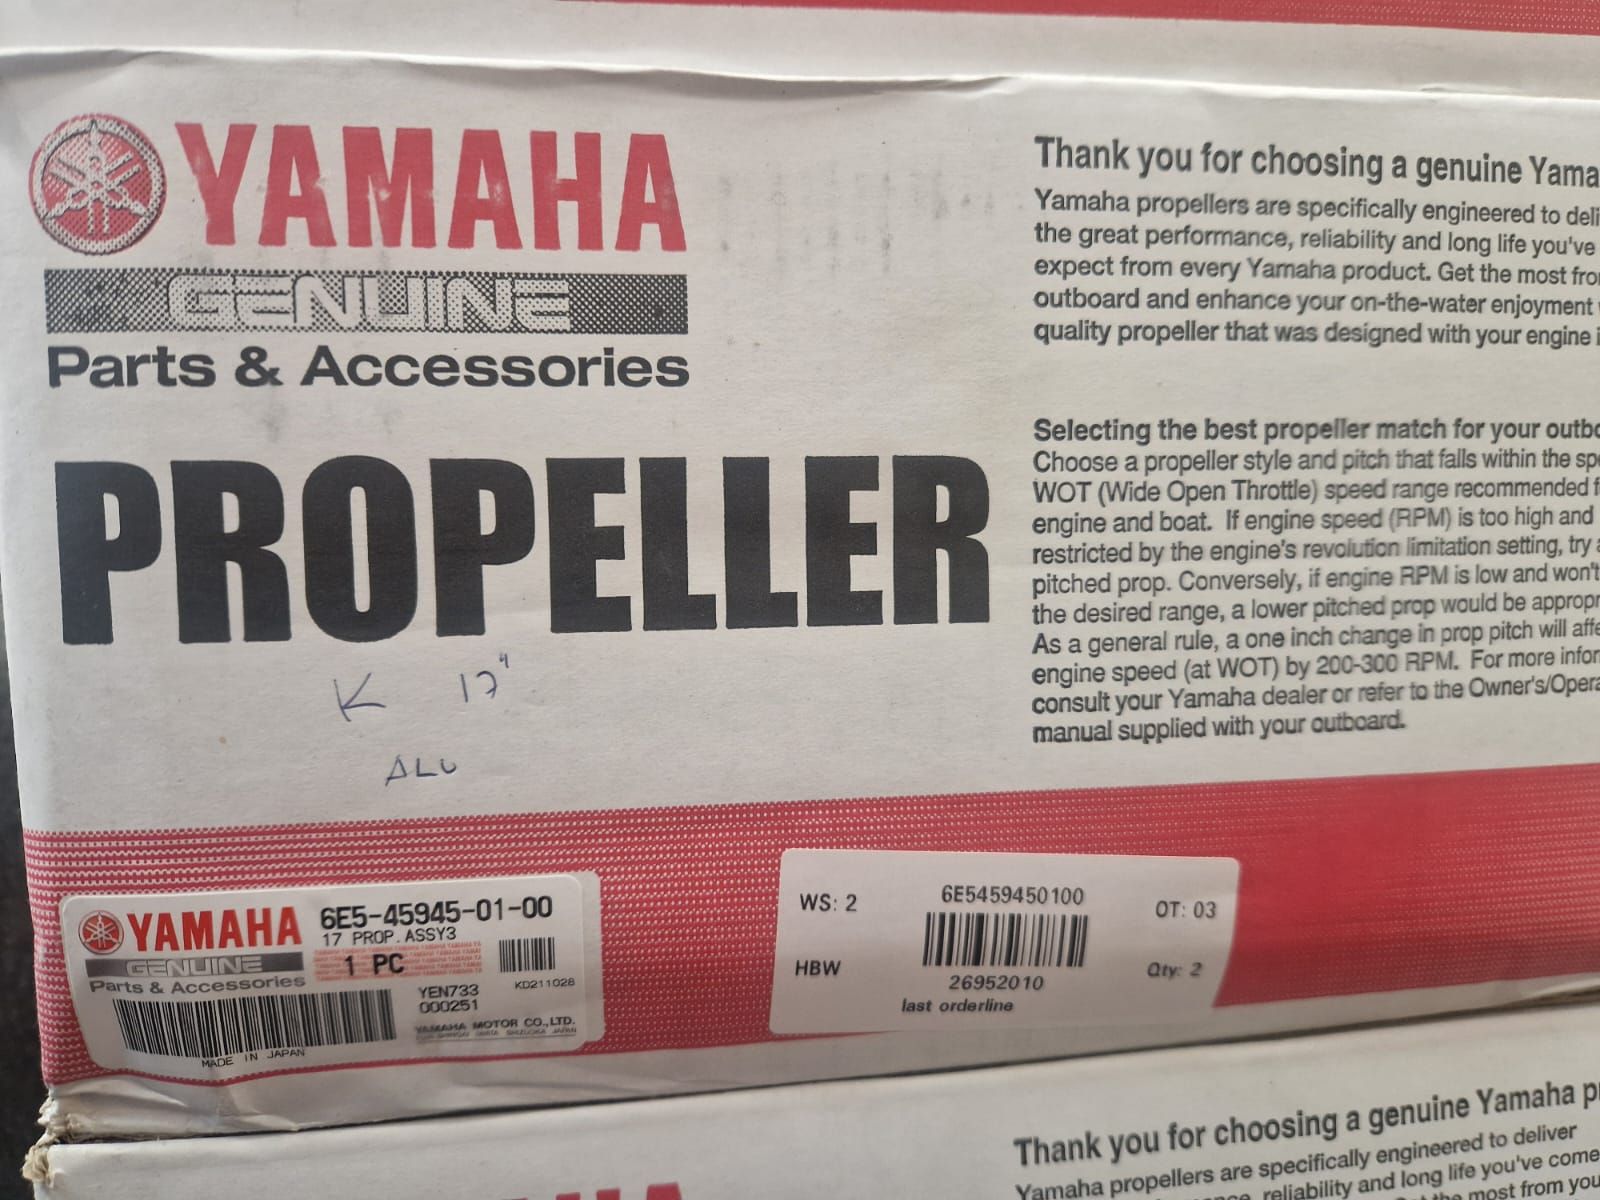 YAMAHA
GENUINE
Parts & Accessories
PROPELLER
K 17"
ALU
Thank you for choosing a genuine Yama
Yamaha propellers are specifically engineered to deli
the great performance, reliability and long life you've
expect from every Yamaha product. Get the most fro
outboard and enhance your on-the-water enjoyment
quality propeller that was designed with your engine i
Selecting the best propeller match for your outbo
Choose a propeller style and pitch that falls within the spe
WOT (Wide Open Throttle) speed range recommended f
engine and boat. If engine speed (RPM) is too high and
restricted by the engine's revolution limitation setting, try a
pitched prop. Conversely, if engine RPM is low and won't
the desired range, a lower pitched prop would be appropr
As a general rule, a one inch change in prop pitch will affe
engine speed (at WOT) by 200-300 RPM. For more infor
consult your Yamaha dealer or refer to the Owner's/Opera
manual supplied with your outboard.
YAMAHA
GENUINE
Parts & Accessories
6E5-45945-01-00
17 PROP. ASSY3
1 PC
YEN733
000251
KD211028
YAMAHA MOTOR CO., LTD.
MADE IN JAPAN
WS: 2
6E5459450100
OT: 03
HBW
26952010
Qty: 2
last orderline
Thank you for choosing a genuine Yamaha p
Yamaha propellers are specifically engineered to deliver
reliability and long life you've come
most from you